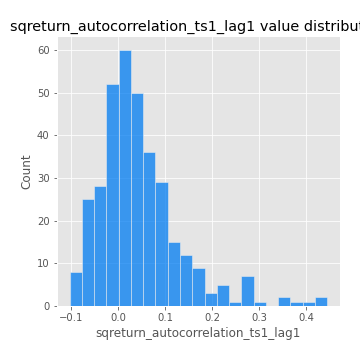 sqreturn_autocorrelation_ts1_lag1 value distribut
60
50
40
30
20
10
0
Count
−0.1 0.0 0.1 0.2 0.3 0.4
sqreturn_autocorrelation_ts1_lag1